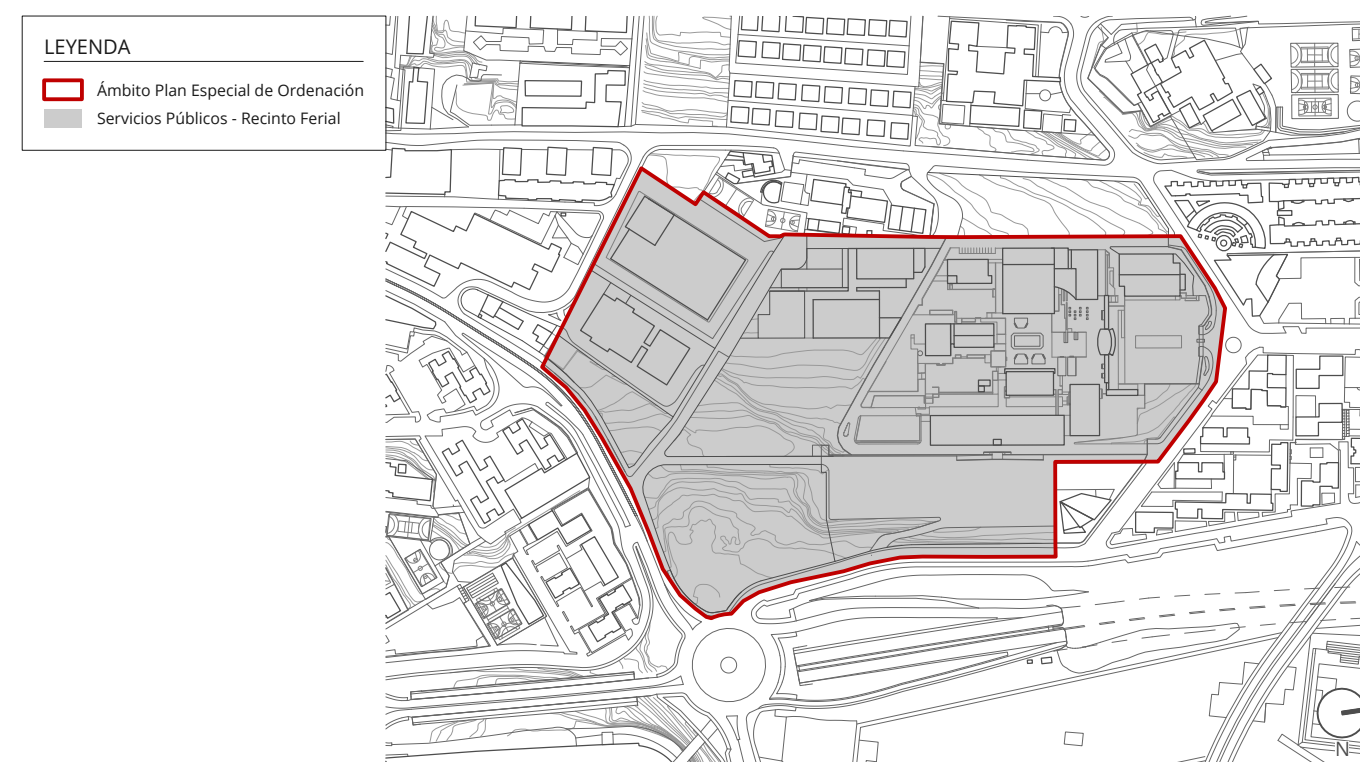 LEYENDA
Ámbito Plan Especial de Ordenación
Servicios Públicos - Recinto Ferial
N